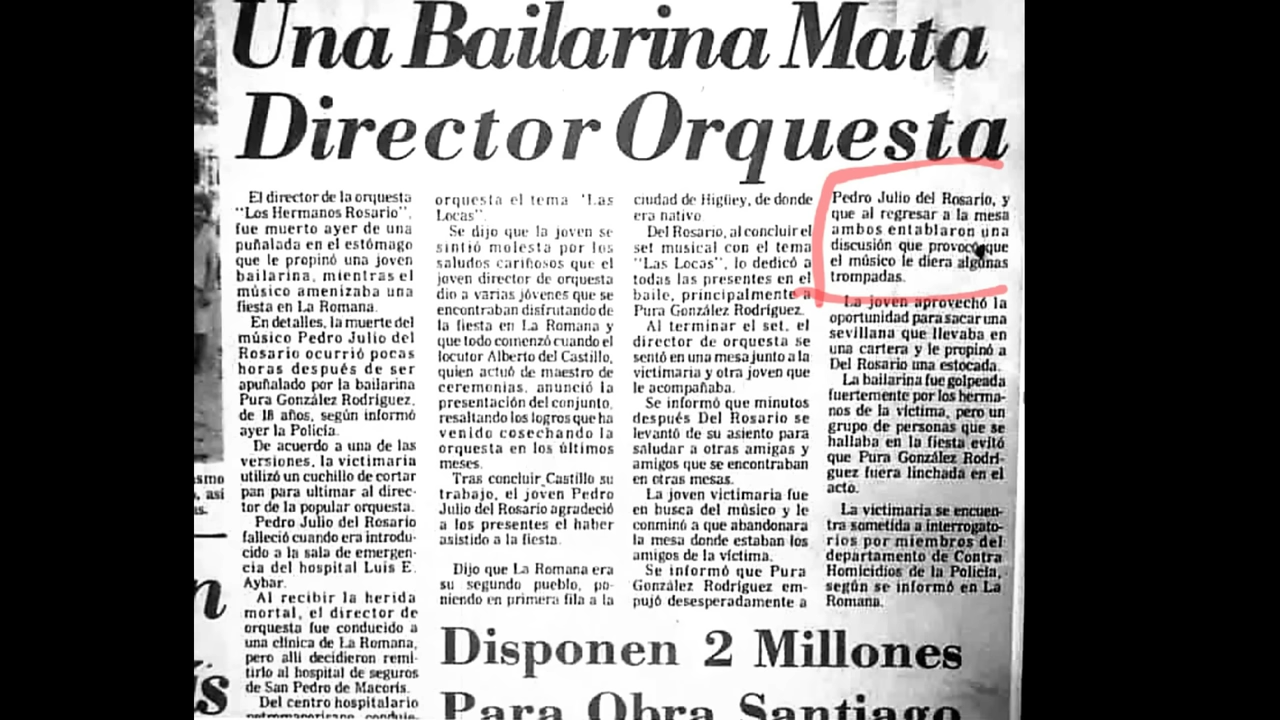 Una Bailarina Mata
Director Orquesta
El director de la orquesta
"Los Hermanos Rosario",
fue muerto ayer de una
puñalada en el estómago
que le propinó una joven
bailarina, mientras el
músico amenizaba una
fiesta en La Romana.
En detalles, la muerte del
músico Pedro Julio del
Rosario ocurrió pocas
horas después de ser
apuñalado por la bailarina
Pura González Rodríguez,
de 18 años, según informó
ayer la Policía.
De acuerdo a una de las
versiones, la victimaria
utilizó un cuchillo de cortar
pan para ultimar al direc-
tor de la popular orquesta.
Pedro Julio del Rosario
falleció cuando era introdu-
cido a la sala de emergen-
cia del hospital Luis E.
Aybar.
Al recibir la herida
mortal, el director de
orquesta fue conducido a
una clínica de La Romana,
pero allí decidieron remi-
tirlo al hospital de seguros
de San Pedro de Macorís.
Del centro hospitalario
orquesta el tema "Las
Locas".
Se dijo que la joven se
sintió molesta por los
saludos cariñosos que el
joven director de orquesta
dio a varias jóvenes que se
encontraban disfrutando de
la fiesta en La Romana y
que todo comenzó cuando el
locutor Alberto del Castillo,
quien actuó de maestro de
ceremonias, anunció la
presentación del conjunto,
resaltando los logros que ha
venido cosechando la
orquesta en los últimos
meses.
Tras concluir Castillo su
trabajo, el joven Pedro
Julio del Rosario agradeció
a los presentes el haber
asistido a la fiesta.
Dijo que La Romana era
su segundo pueblo, po-
niendo en primera fila a la
ciudad de Higüey, de donde
era nativo
Del Rosario, al concluir el
set musical con el tema
"Las Locas", lo dedicó a
todas las presentes en el
baile, principalmente a
Pura González Rodríguez.
Al terminar el set, el
director de orquesta se
sentó en una mesa junto a la
victimaria y otra joven que
le acompañaba.
Se informó que minutos
después Del Rosario se
levantó de su asiento para
saludar a otras amigas y
amigos que se encontraban
en otras mesas.
La joven victimaria fue
en busca del músico y le
conminó a que abandonara
la mesa donde estaban los
amigos de la víctima.
Se informó que Pura
González Rodríguez em-
pujó desesperadamente a
Pedro Julio del Rosario, y
que al regresar a la mesa
ambos entablaron una
discusión que provocó que
el músico le diera algunas
trompadas.
La joven aprovechó la
oportunidad para sacar una
sevillana que llevaba en
una cartera y le propinó a
Del Rosario una estocada.
La bailarina fue golpeada
fuertemente por los herma-
nos de la víctima, pero un
grupo de personas que se
hallaba en la fiesta evitó
que Pura González Rodrí-
guez fuera linchada en el
acto.
La victimaria se encuen-
tra sometida a interrogato-
rios por miembros del
departamento de Contra
Homicidios de la Policía,
según se informó en La
Romana.
Disponen 2 Millones
Para Obra Santiago